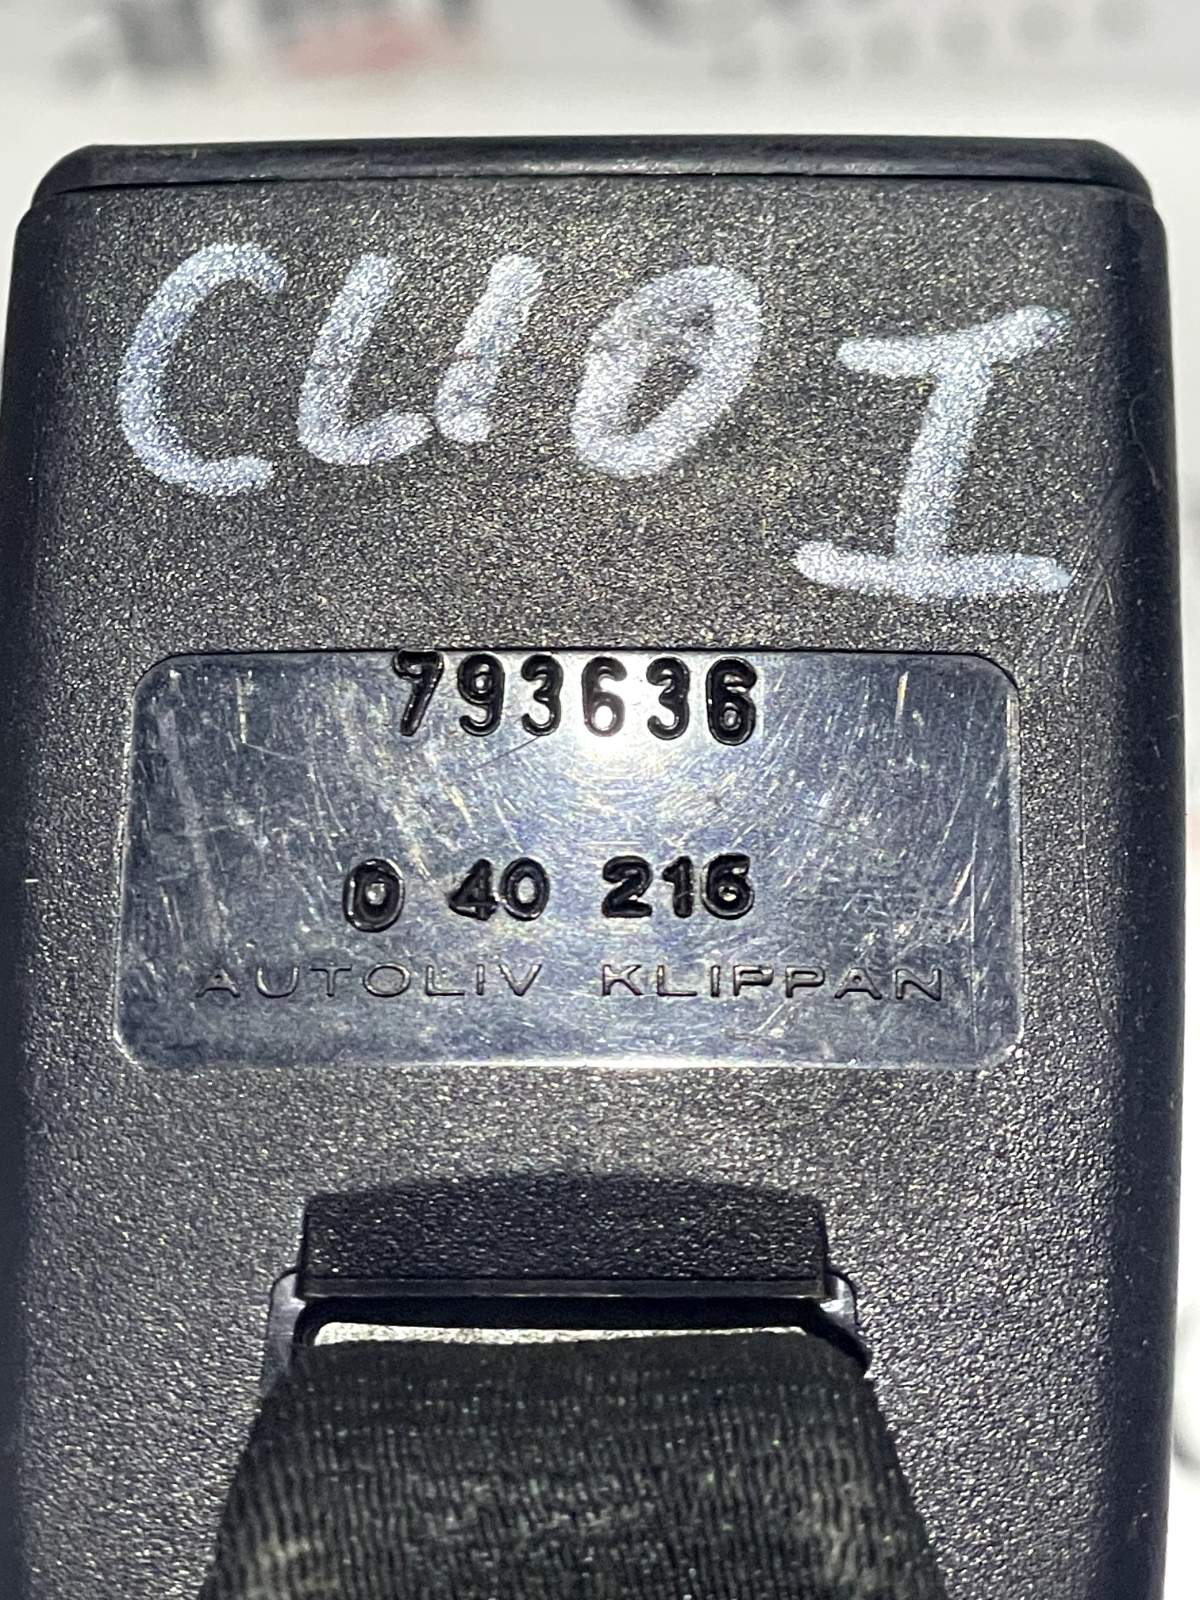 CLIO I
793636
0 40 216
AUTOLIV KLIPPAN